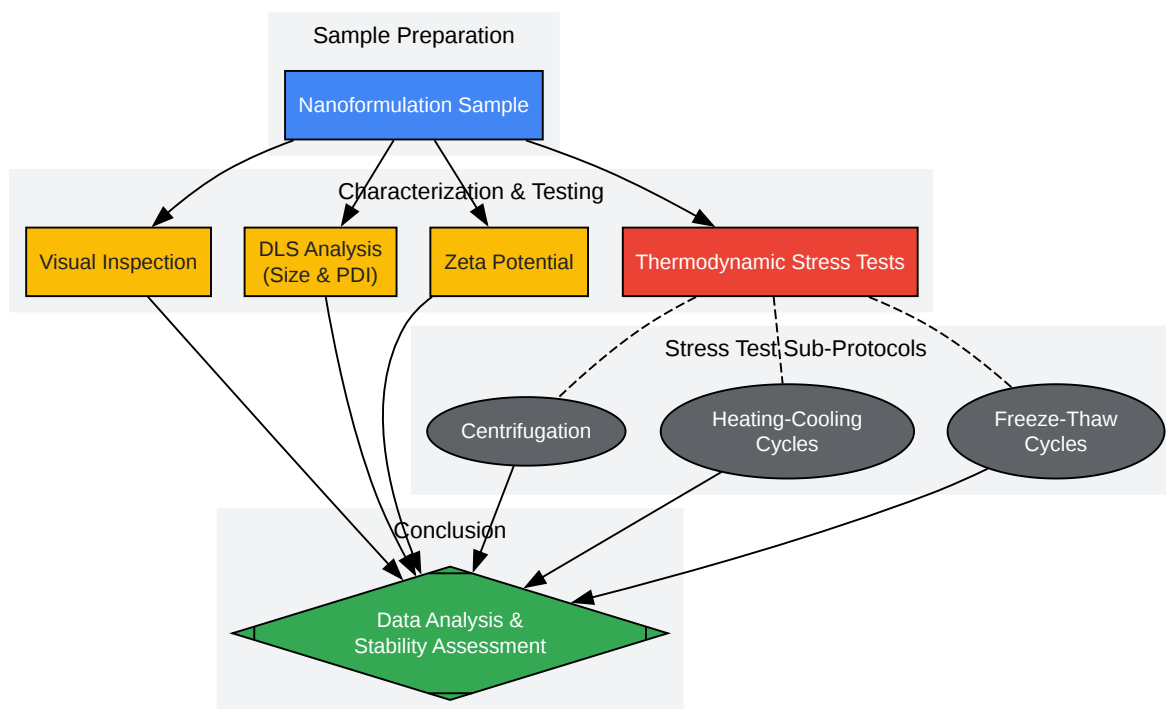 Sample Preparation
Nanoformulation Sample
Characterization & Testing
Visual Inspection
DLS Analysis
(Size & PDI)
Zeta Potential
Thermodynamic Stress Tests
Stress Test Sub-Protocols
Centrifugation
Heating-Cooling
Cycles
Freeze-Thaw
Cycles
Conclusion
Data Analysis &
Stability Assessment